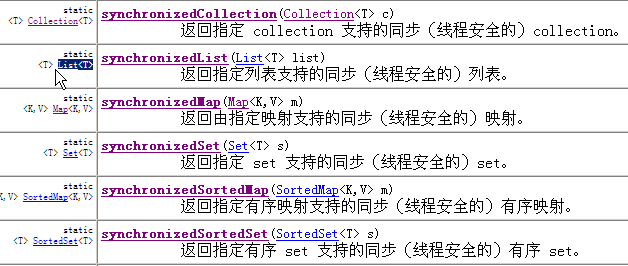 static
<T> Collection<T>
synchronizedCollection(Collection<T> c)
返回指定 collection 支持的同步（线程安全的）collection。
static
<T> List<T>
synchronizedList(List<T> list)
返回指定列表支持的同步（线程安全的）列表。
static
<K,V> Map<K,V>
synchronizedMap(Map<K,V> m)
返回由指定映射支持的同步（线程安全的）映射。
static
<T> Set<T>
synchronizedSet(Set<T> s)
返回指定 set 支持的同步（线程安全的）set。
static
K,V> SortedMap<K,V>
synchronizedSortedMap(SortedMap<K,V> m)
返回指定有序映射支持的同步（线程安全的）有序映射。
static
<T> SortedSet<T>
synchronizedSortedSet(SortedSet<T> s)
返回指定有序 set 支持的同步（线程安全的）有序 set。